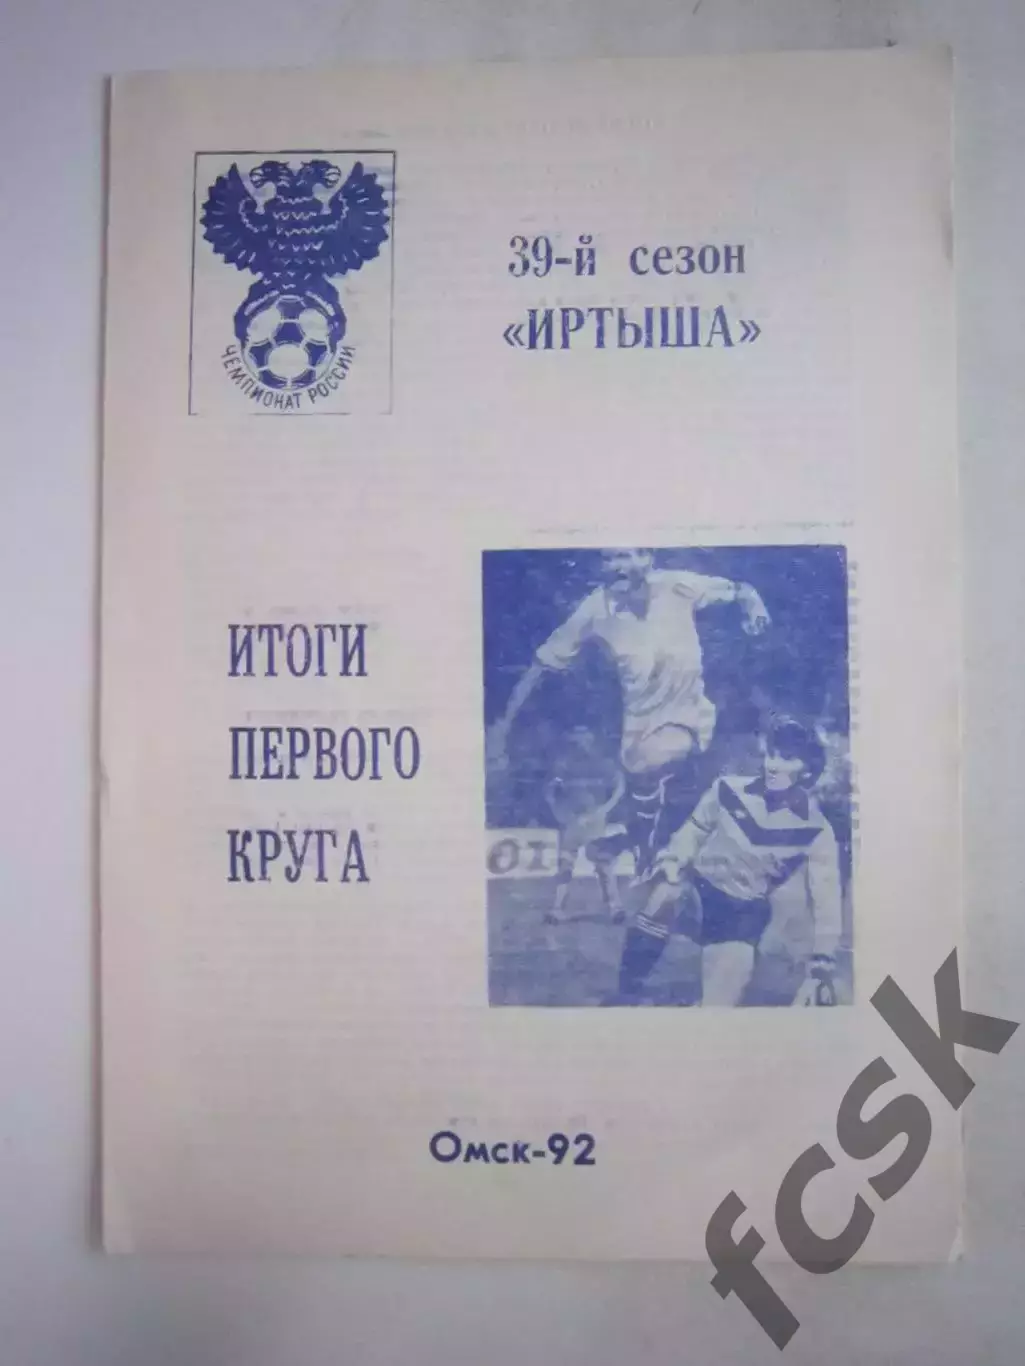 39-й сезон
«ИРТЫША»
ЧЕМПИОНАТ РОССИИ
ИТОГИ
ПЕРВОГО
КРУГА
Омск-92
fcsk